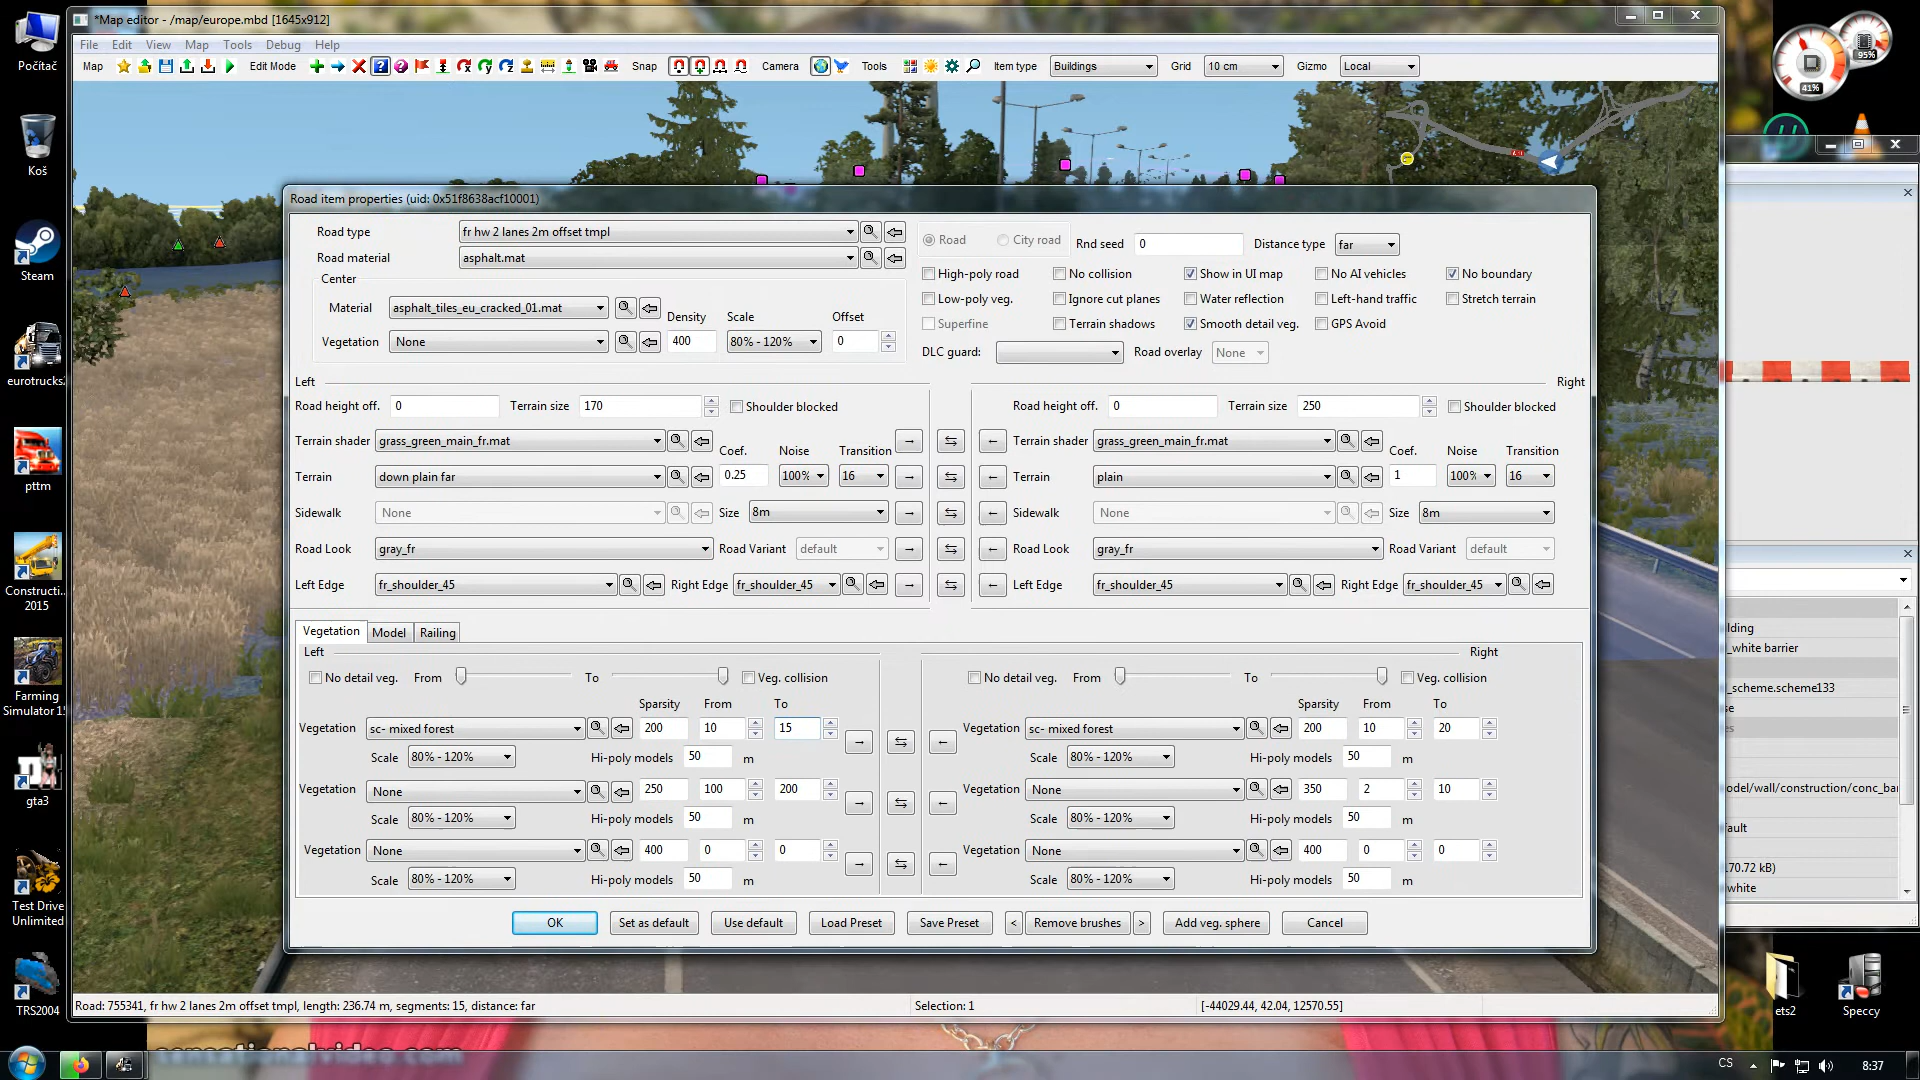 *Map editor - /map/europe.mbd [1645x912]
File Edit View Map Tools Debug Help
Map Edit Mode Snap Camera Tools Item type Buildings Grid 10 cm Gizmo Local
Počítač
Koš
Steam
eurotrucks
pttm
Constructi...
2015
Farming
Simulator 15
gta3
Test Drive
Unlimited
TRS2004
41%
95%
Road item properties (uid: 0x51f8638acf10001)
Road type fr hw 2 lanes 2m offset tmpl
Road material asphalt.mat
Center
Material asphalt_tiles_eu_cracked_01.mat Density Scale Offset
Vegetation None 400 80% - 120% 0
Road City road Rnd seed 0 Distance type far
High-poly road No collision Show in UI map No AI vehicles No boundary
Low-poly veg. Ignore cut planes Water reflection Left-hand traffic Stretch terrain
Superfine Terrain shadows Smooth detail veg. GPS Avoid
DLC guard: Road overlay None
Left
Road height off. 0 Terrain size 170 Shoulder blocked
Terrain shader grass_green_main_fr.mat Coef. Noise Transition
Terrain down plain far 0.25 100% 16
Sidewalk None Size 8m
Road Look gray_fr Road Variant default
Left Edge fr_shoulder_45 Right Edge fr_shoulder_45
Right
Road height off. 0 Terrain size 250 Shoulder blocked
Terrain shader grass_green_main_fr.mat Coef. Noise Transition
Terrain plain 1 100% 16
Sidewalk None Size 8m
Road Look gray_fr Road Variant default
Left Edge fr_shoulder_45 Right Edge fr_shoulder_45
Vegetation Model Railing
Left
No detail veg. From To Veg. collision
Sparsity From To
Vegetation sc- mixed forest 200 10 15
Scale 80% - 120% Hi-poly models 50 m
Vegetation None 250 100 200
Scale 80% - 120% Hi-poly models 50 m
Vegetation None 400 0 0
Scale 80% - 120% Hi-poly models 50 m
Right
No detail veg. From To Veg. collision
Sparsity From To
Vegetation sc- mixed forest 200 10 20
Scale 80% - 120% Hi-poly models 50 m
Vegetation None 350 2 10
Scale 80% - 120% Hi-poly models 50 m
Vegetation None 400 0 0
Scale 80% - 120% Hi-poly models 50 m
OK Set as default Use default Load Preset Save Preset < Remove brushes > Add veg. sphere Cancel
lding
_white barrier
_scheme.scheme133
se
es
odel/wall/construction/conc_bar
fault
170.72 kB)
white
Road: 755341, fr hw 2 lanes 2m offset tmpl, length: 236.74 m, segments: 15, distance: far Selection: 1 [-44029.44, 42.04, 12570.55]
ets2
Speccy
CS 8:37